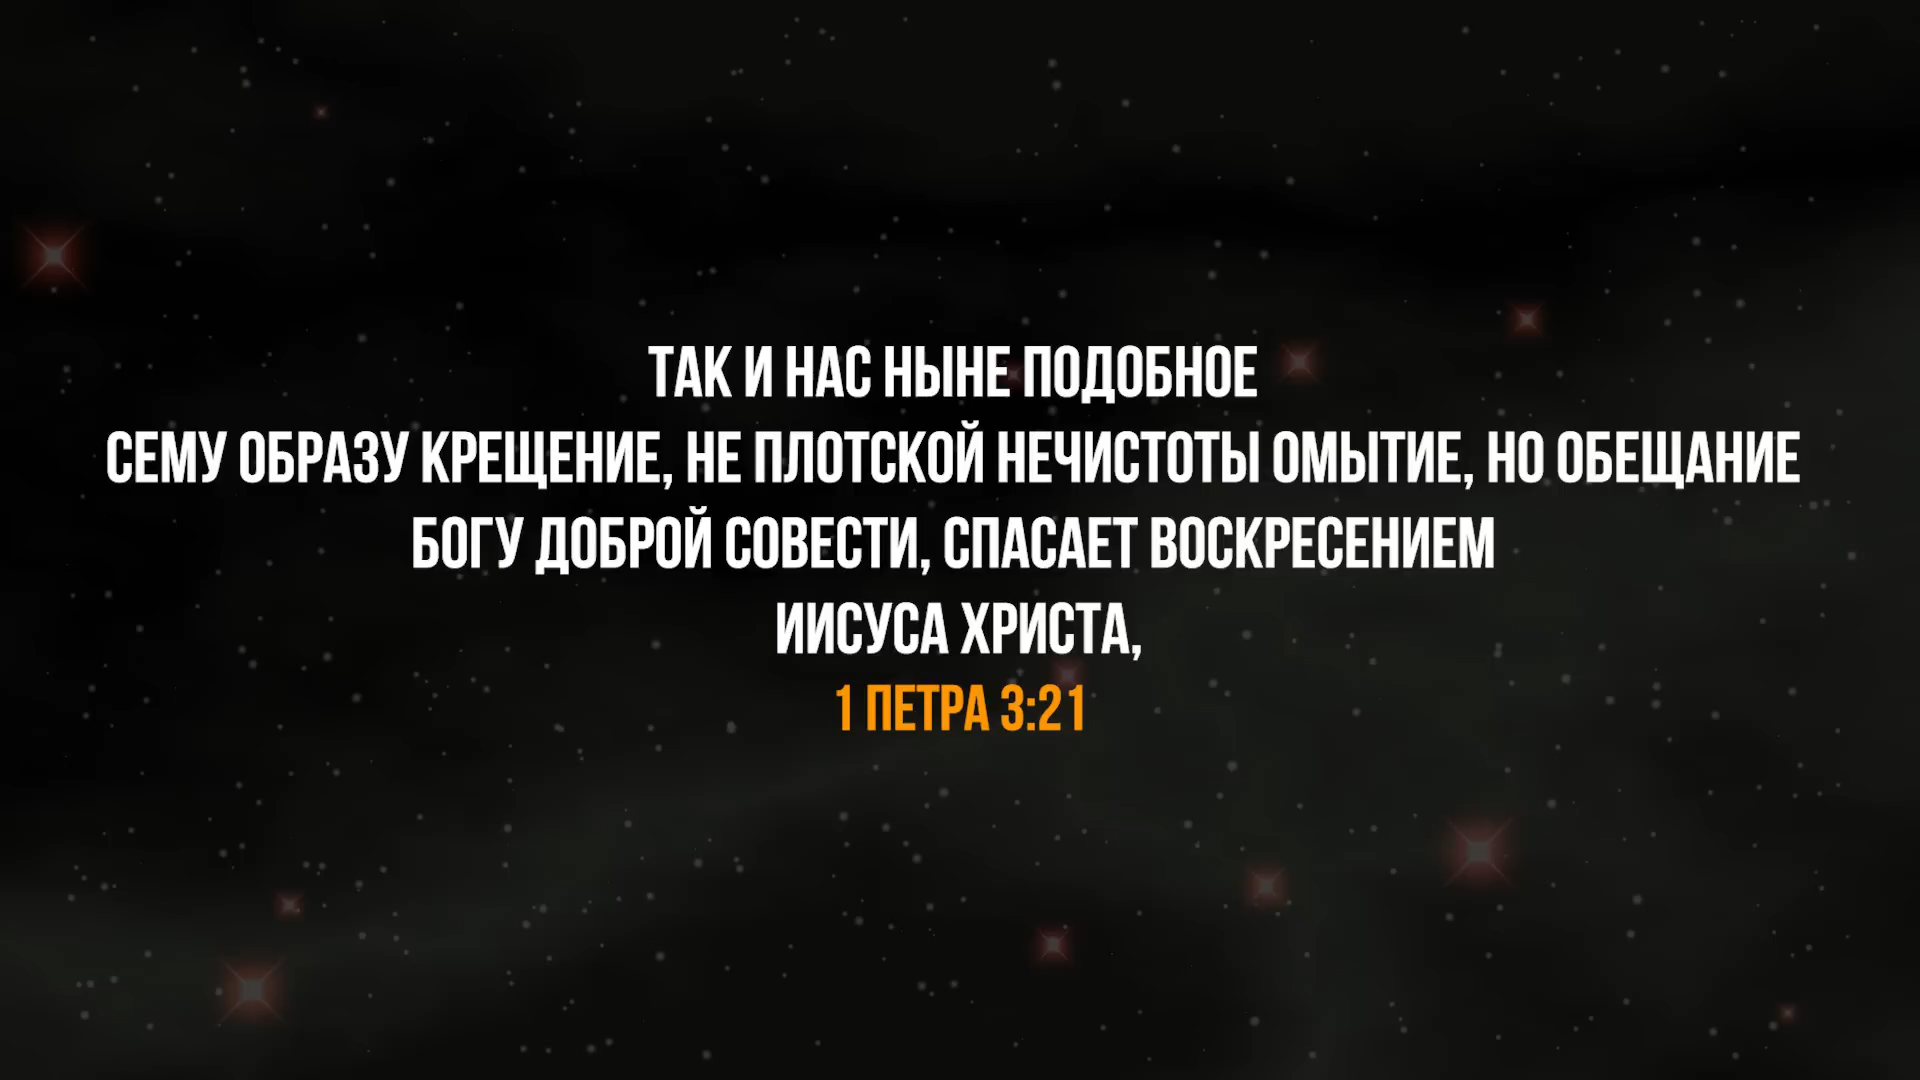 ТАК И НАС НЫНЕ ПОДОБНОЕ
СЕМУ ОБРАЗУ КРЕЩЕНИЕ, НЕ ПЛОТСКОЙ НЕЧИСТОТЫ ОМЫТИЕ, НО ОБЕЩАНИЕ
БОГУ ДОБРОЙ СОВЕСТИ, СПАСАЕТ ВОСКРЕСЕНИЕМ
ИИСУСА ХРИСТА,
1 ПЕТРА 3:21